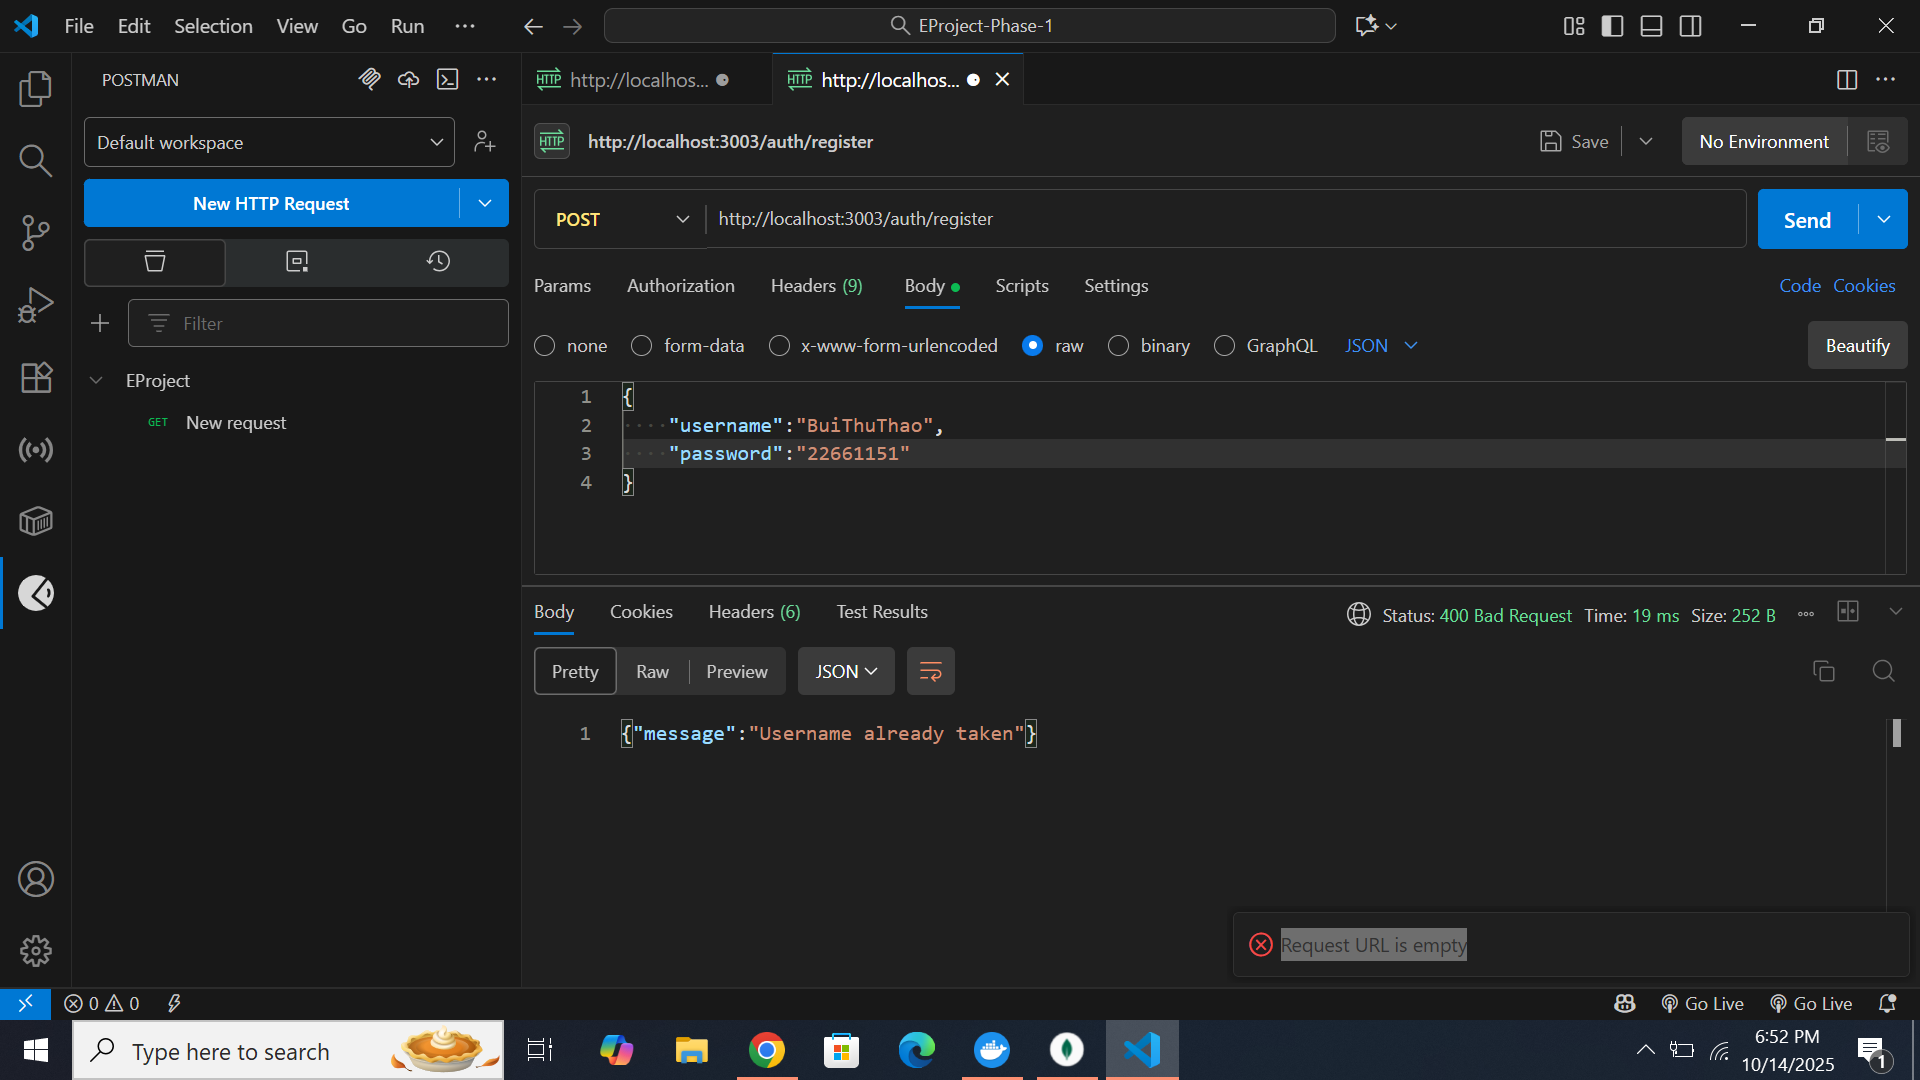 File Edit Selection View Go Run ···
EProject-Phase-1
POSTMAN
http://localhos...
http://localhos...
Default workspace
http://localhost:3003/auth/register
Save
No Environment
New HTTP Request
POST
http://localhost:3003/auth/register
Send
Params Authorization Headers (9) Body Scripts Settings
Code Cookies
Filter
none form-data x-www-form-urlencoded raw binary GraphQL JSON
Beautify
EProject
GET New request
1 {
2 "username":"BuiThuThao",
3 "password":"22661151"
4 }
Body Cookies Headers (6) Test Results
Status: 400 Bad Request Time: 19 ms Size: 252 B
Pretty Raw Preview JSON
1 {"message":"Username already taken"}
Request URL is empty
0 0
Go Live Go Live
Type here to search
6:52 PM
10/14/2025
1